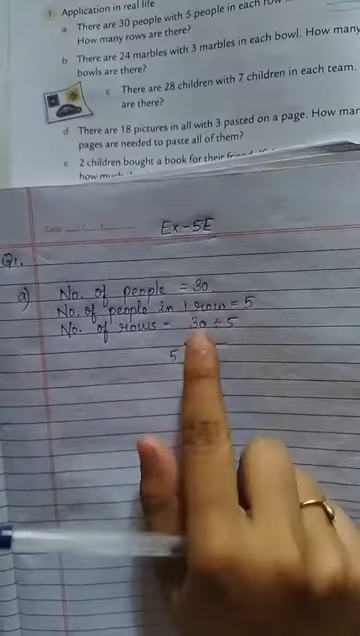 1 Application in real life
a There are 30 people with 5 people in each row
How many rows are there?
b There are 24 marbles with 3 marbles in each bowl. How many
bowls are there?
c There are 28 children with 7 children in each team.
are there?
d There are 18 pictures in all with 3 pasted on a page. How
pages are needed to paste all of them?
e 2 children bought a book for their
how
Date
Ex-5E
Q1.
a) No. of people = 30.
No. of people in 1 row = 5
No. of rows = 30 ÷ 5
5